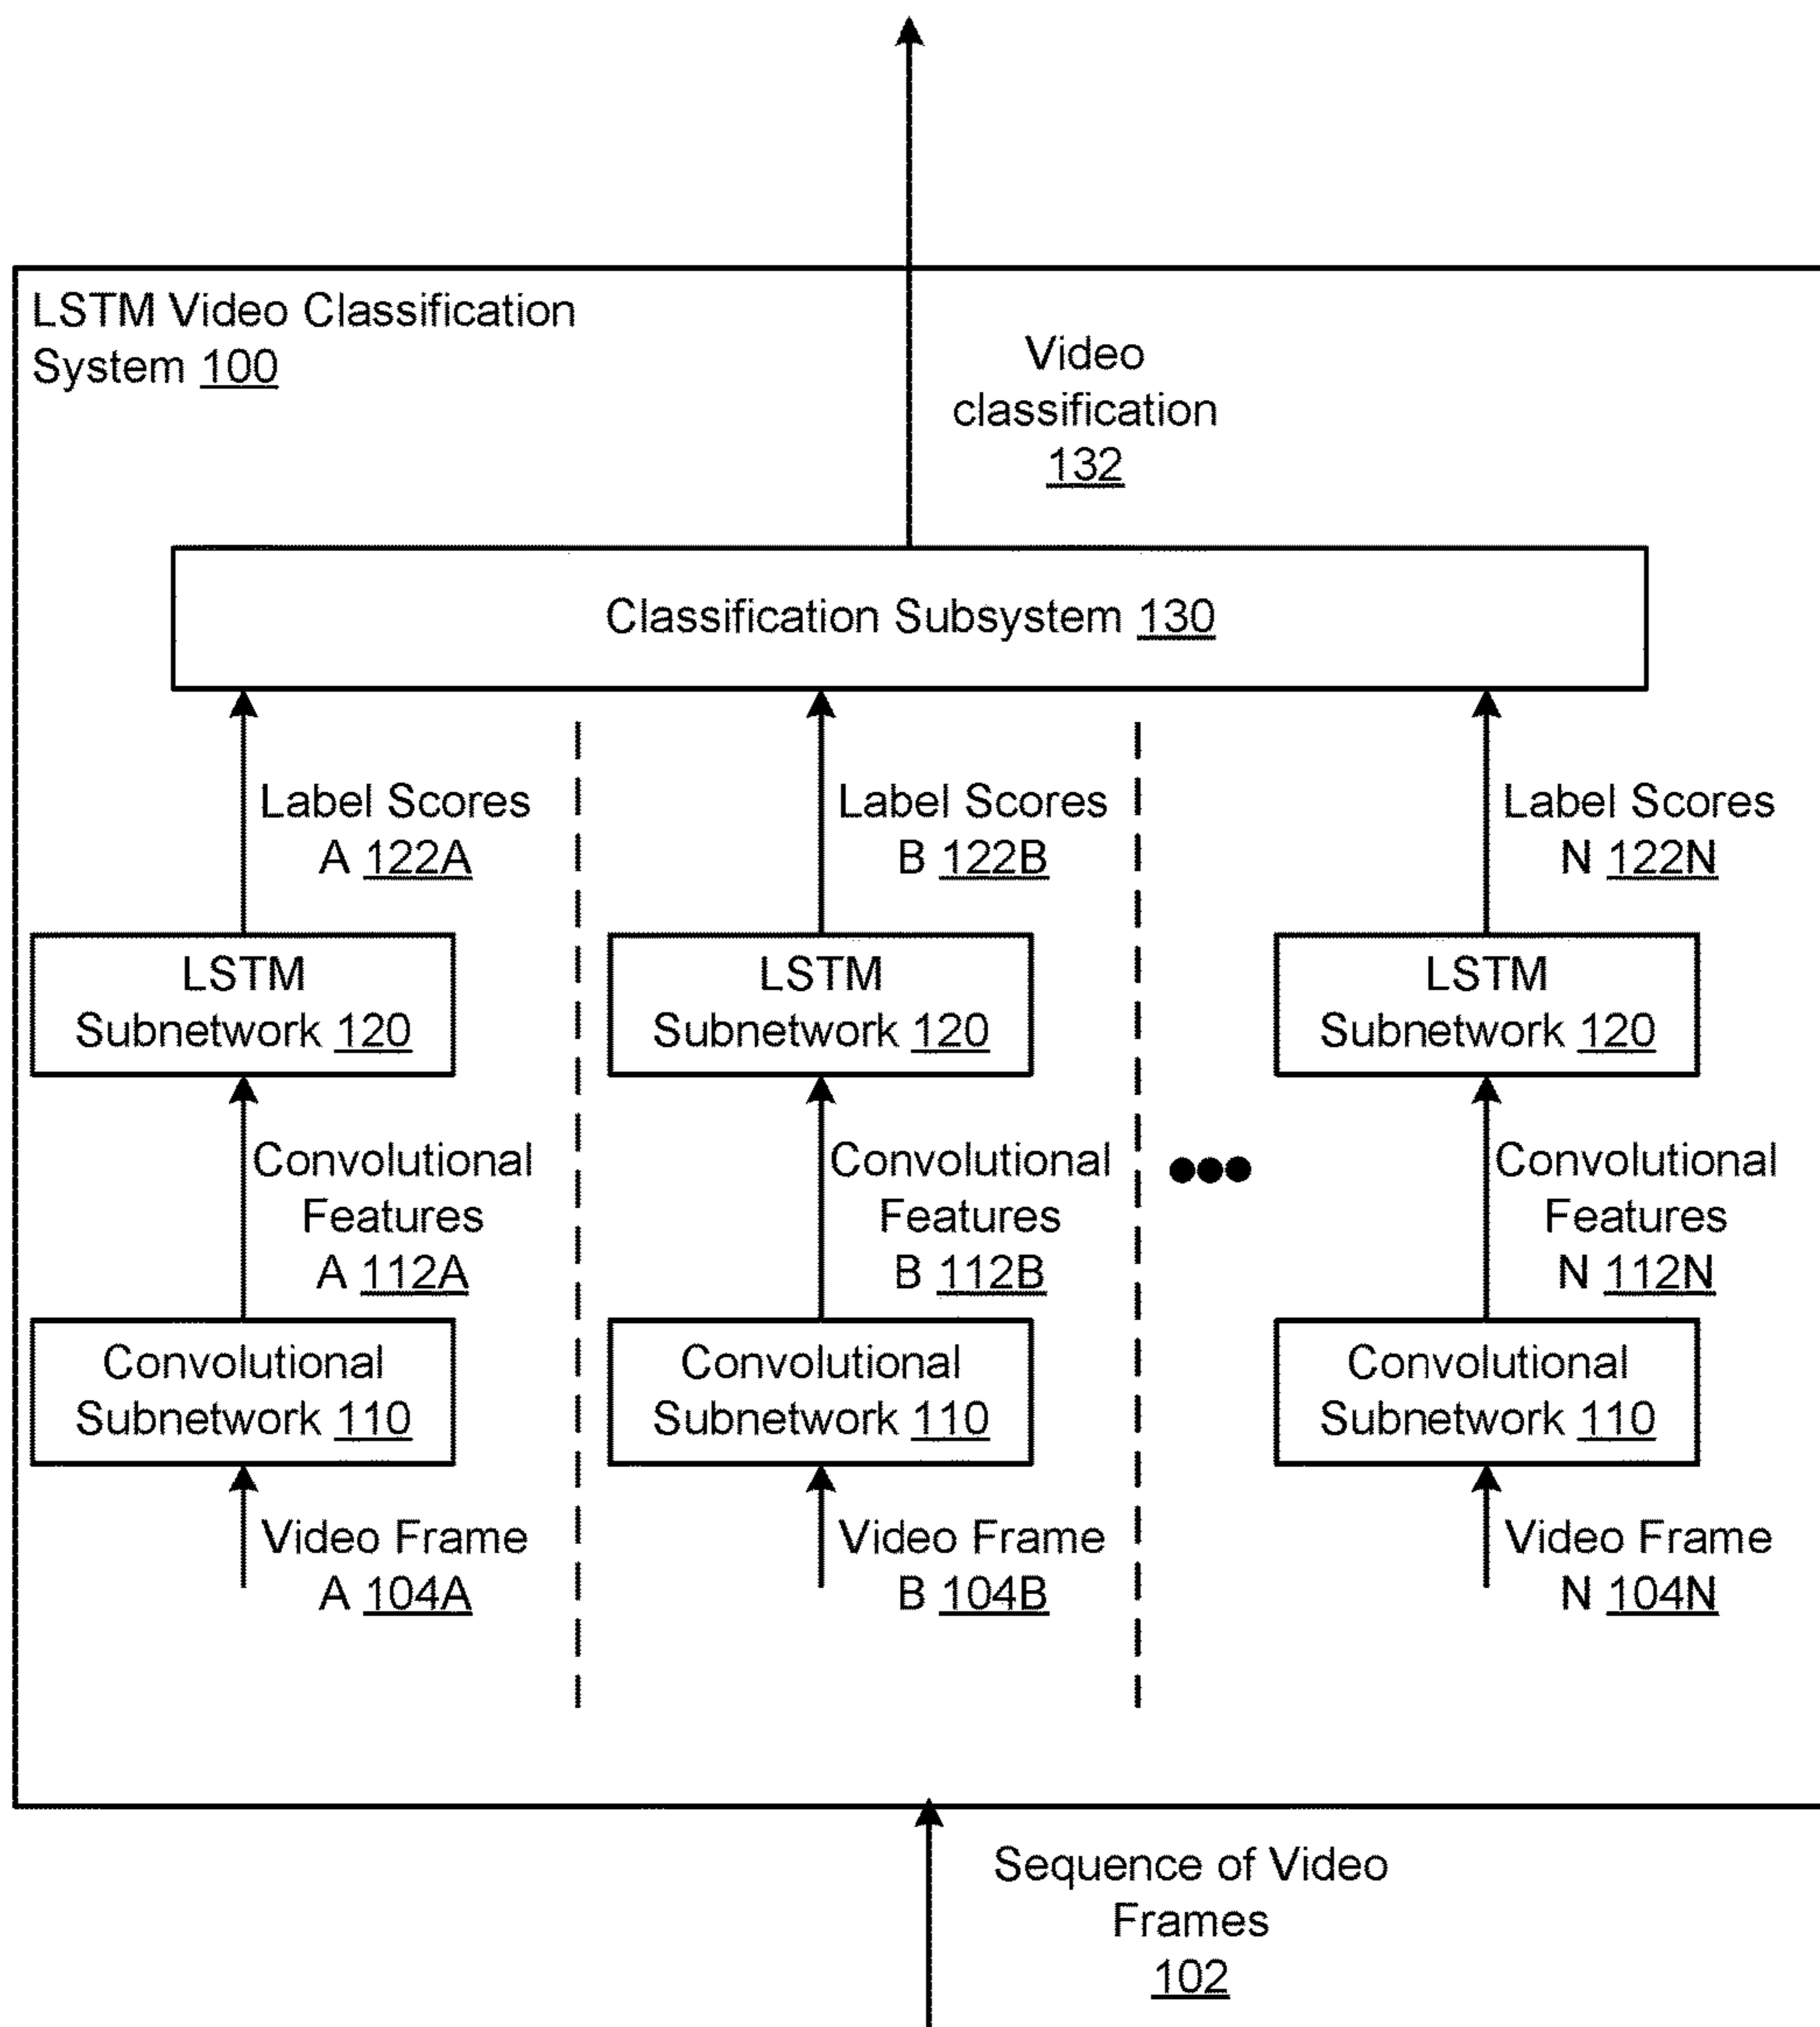 LSTM Video Classification
System 100
Video
classification
132
Classification Subsystem 130
Label Scores
A 122A
Label Scores
B 122B
Label Scores
N 122N
LSTM
Subnetwork 120
LSTM
Subnetwork 120
LSTM
Subnetwork 120
Convolutional
Features
A 112A
Convolutional
Features
B 112B
Convolutional
Features
N 112N
Convolutional
Subnetwork 110
Convolutional
Subnetwork 110
Convolutional
Subnetwork 110
Video Frame
A 104A
Video Frame
B 104B
Video Frame
N 104N
Sequence of Video
Frames
102